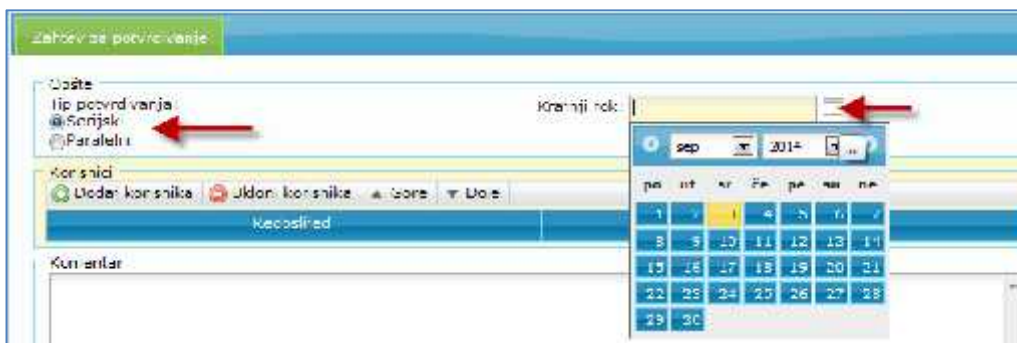 Zahtev za potvrđivanje
Opšte
Tip potvrđivanja
Serijski
Paralelni
Krajnji rok
sep 2014 ...
po ut sr če pe su ne
1 2 3 4 5 6 7
8 9 10 11 12 13 14
15 16 17 18 19 20 21
22 23 24 25 26 27 28
29 30
Korisnici
Dodaj korisnika Ukloni korisnika Gore Dole
Redosled
Komentar